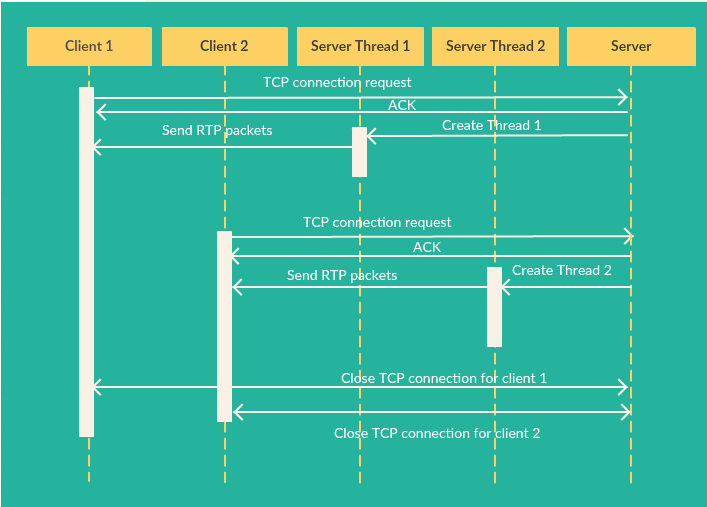 Client 1
Client 2
Server Thread 1
Server Thread 2
Server
TCP connection request
ACK
Create Thread 1
Send RTP packets
TCP connection request
ACK
Create Thread 2
Send RTP packets
Close TCP connection for client 1
Close TCP connection for client 2